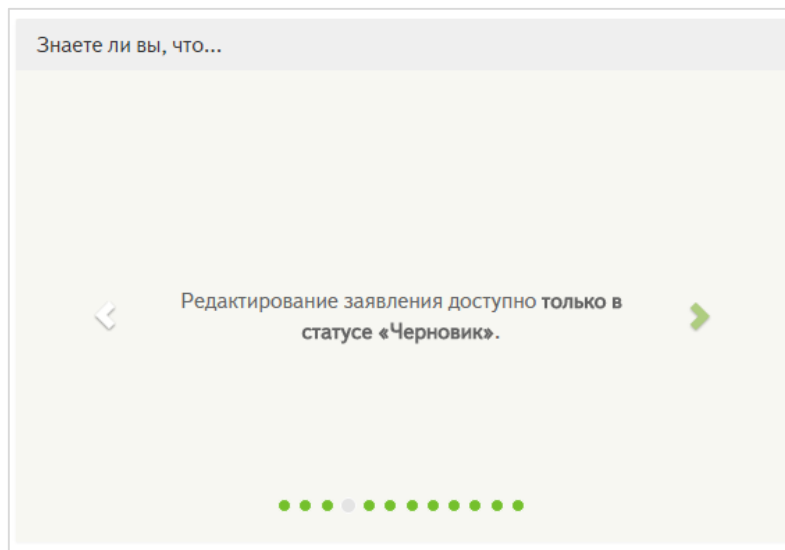 Знаете ли вы, что...
Редактирование заявления доступно только в
статусе «Черновик».